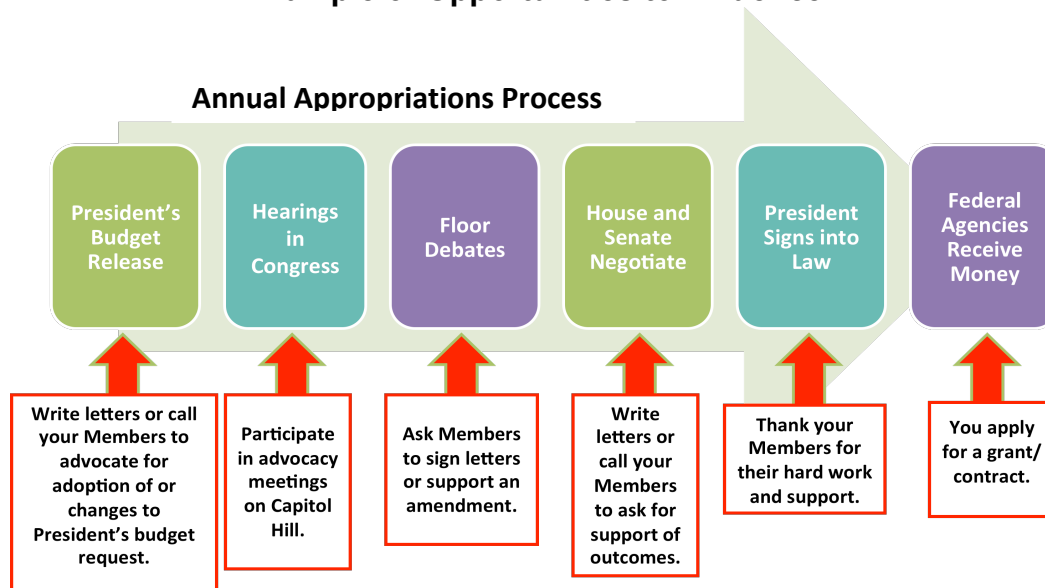 Annual Appropriations Process
President’s
Budget
Release
Hearings
in
Congress
Floor
Debates
House and
Senate
Negotiate
President
Signs into
Law
Federal
Agencies
Receive
Money
Write letters or call
your Members to
advocate for
adoption of or
changes to
President’s budget
request.
Participate
in advocacy
meetings
on Capitol
Hill.
Ask Members
to sign letters
or support an
amendment.
Write
letters or
call your
Members
to ask for
support of
outcomes.
Thank your
Members for
their hard work
and support.
You apply
for a grant/
contract.